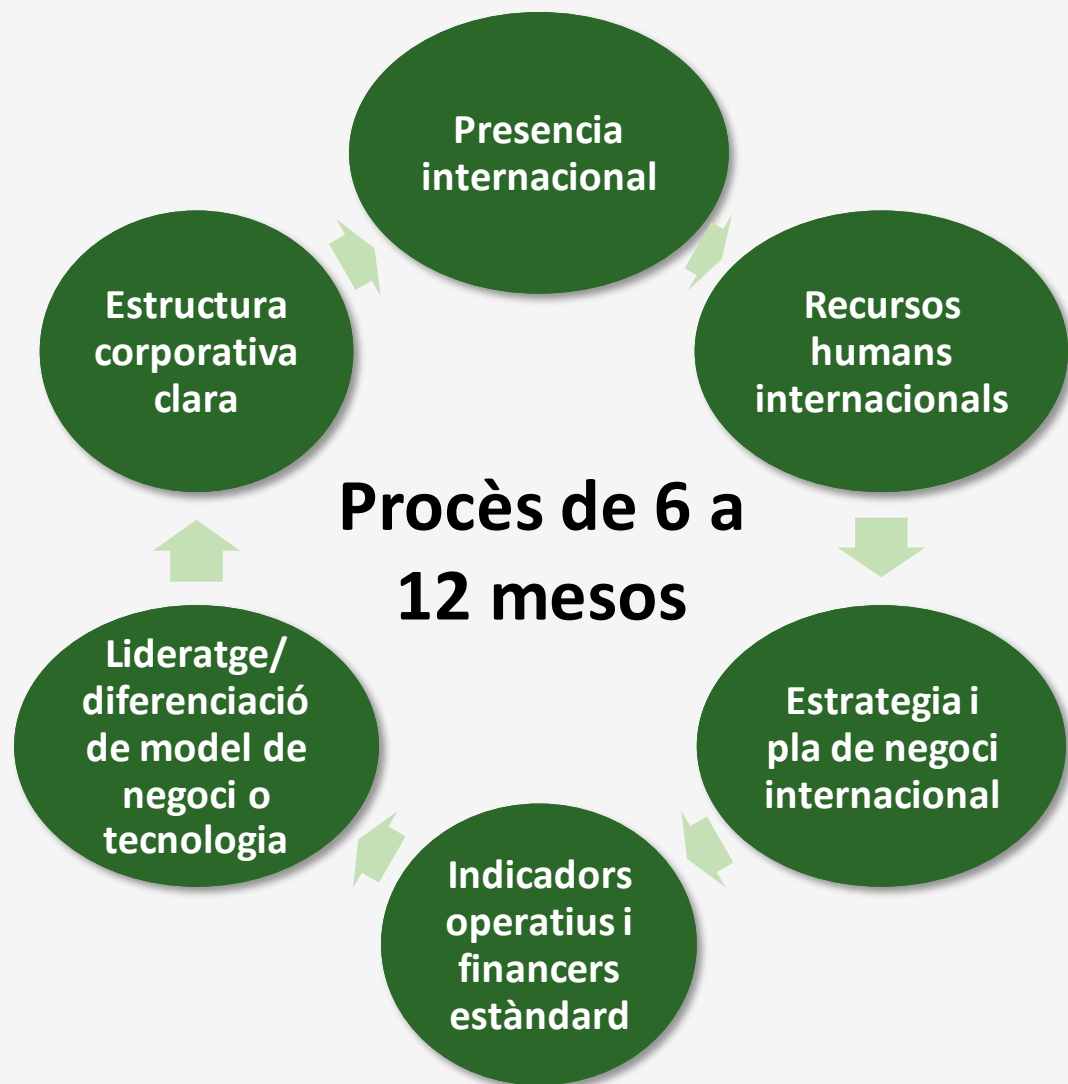 Presencia
internacional
Recursos
humans
internacionals
Estrategia i
pla de negoci
internacional
Indicadors
operatius i
financers
estàndard
Lideratge/
diferenciació
de model de
negoci o
tecnologia
Estructura
corporativa
clara
Procès de 6 a
12 mesos